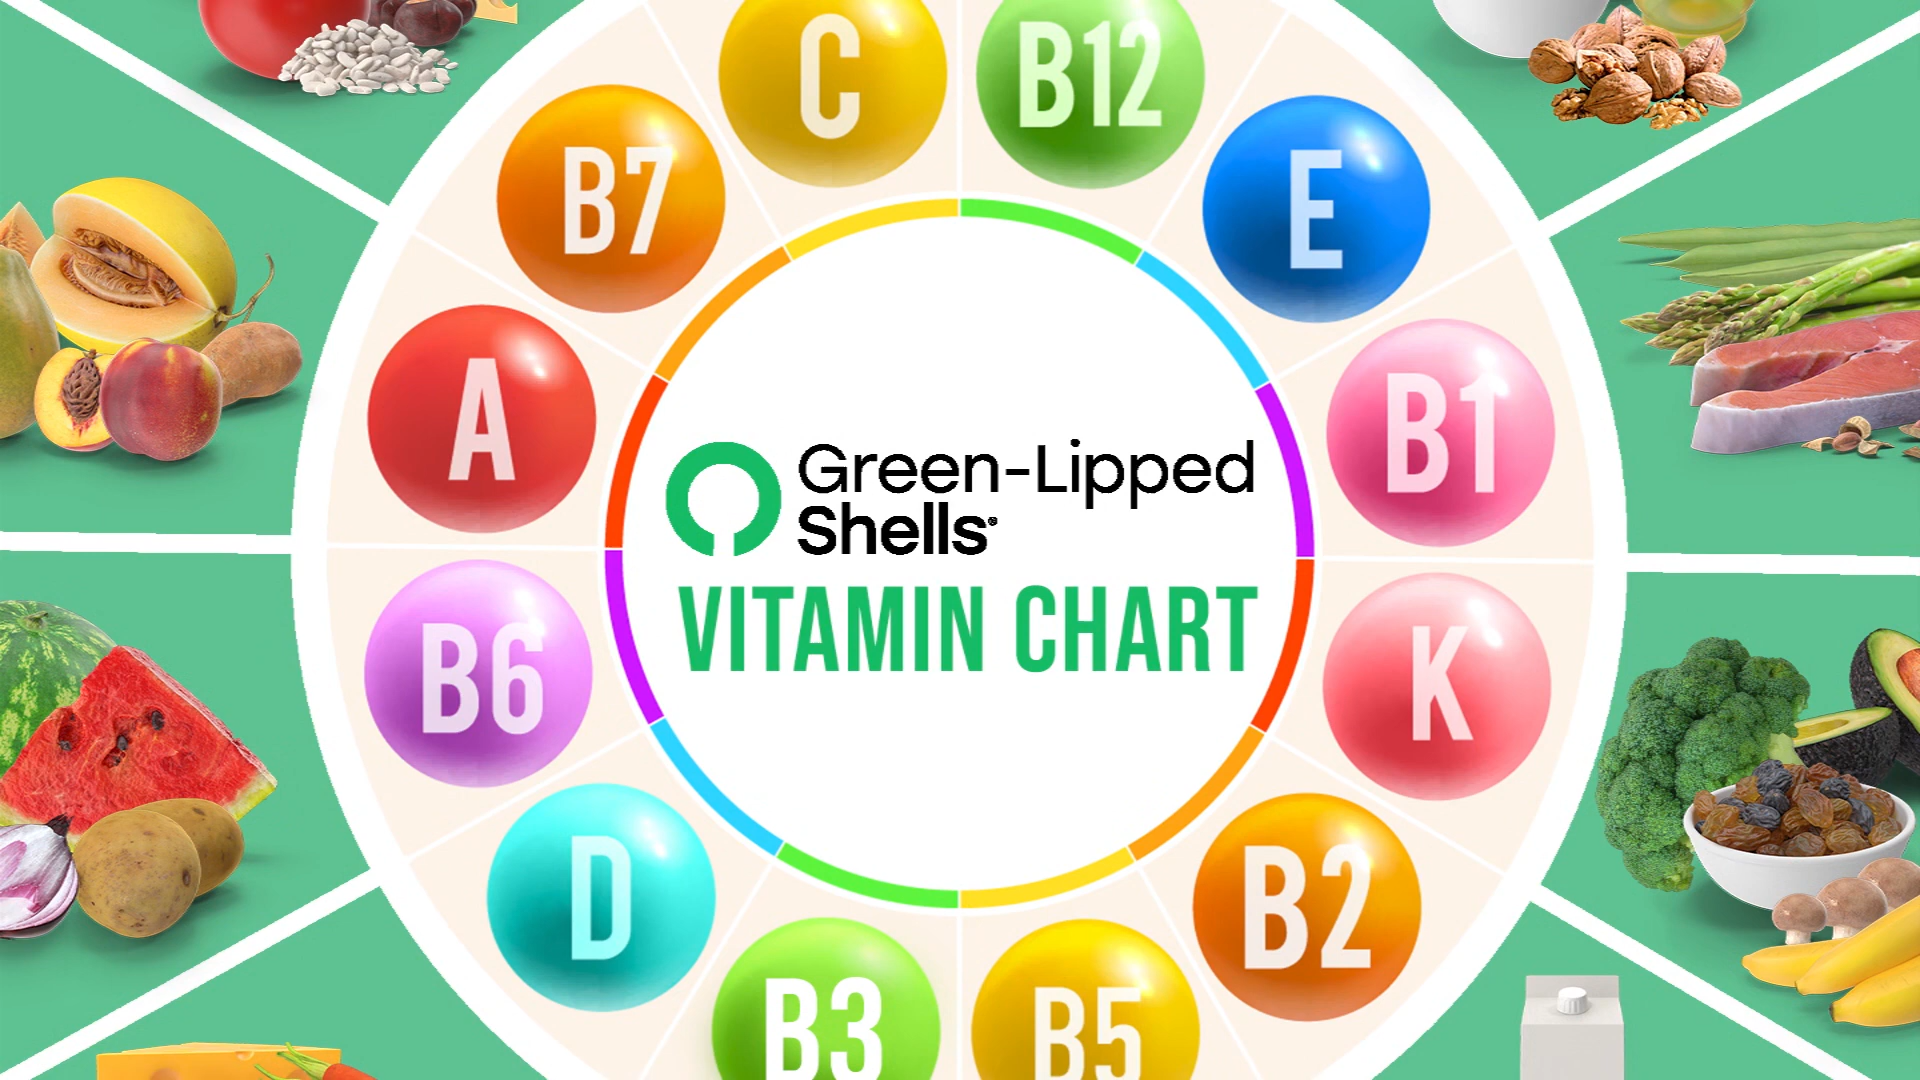 C
B12
B7
E
A
B1
Green-Lipped
Shells®
VITAMIN CHART
B6
K
D
B2
B3
B5